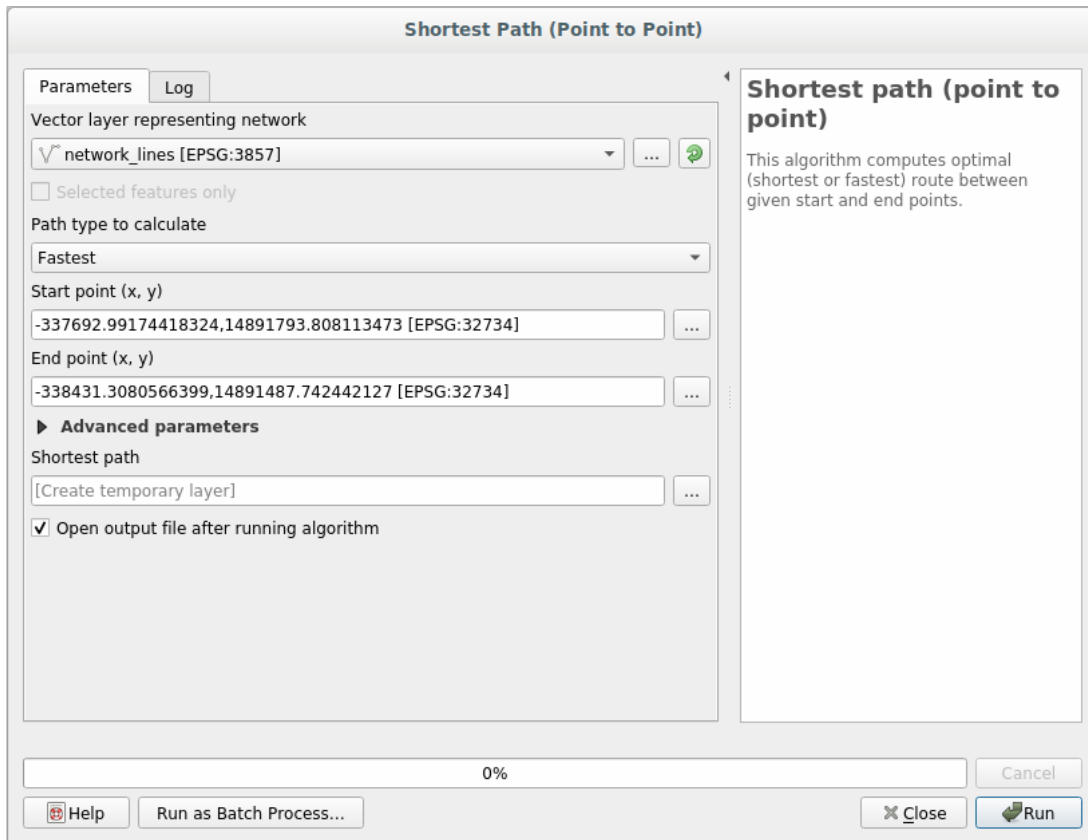 Shortest Path (Point to Point)
Parameters
Log
Vector layer representing network
network_lines [EPSG:3857]
...
Selected features only
Path type to calculate
Fastest
Start point (x, y)
-337692.99174418324,14891793.808113473 [EPSG:32734]
...
End point (x, y)
-338431.3080566399,14891487.742442127 [EPSG:32734]
...
Advanced parameters
Shortest path
[Create temporary layer]
...
Open output file after running algorithm
Shortest path (point to
point)
This algorithm computes optimal
(shortest or fastest) route between
given start and end points.
0%
Cancel
Help
Run as Batch Process...
Close
Run